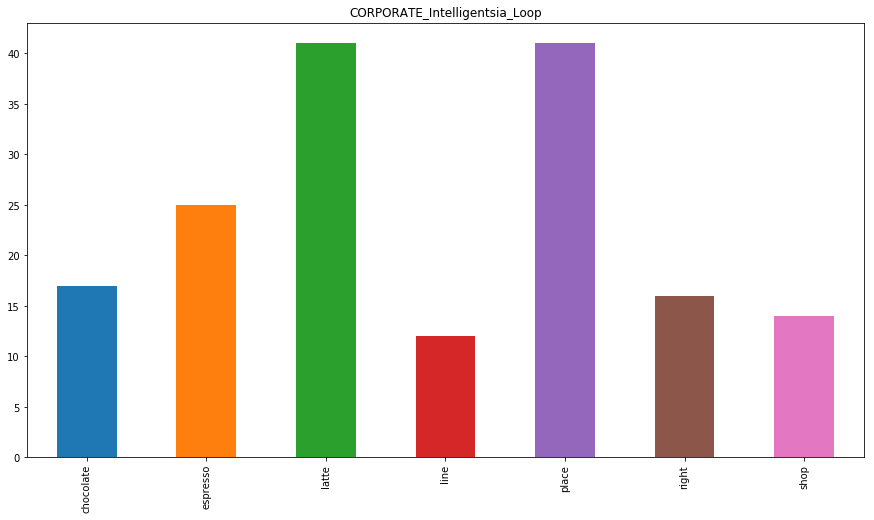 CORPORATE_Intelligentsia_Loop
40
35
30
25
20
15
10
5
0
chocolate
espresso
latte
line
place
right
shop